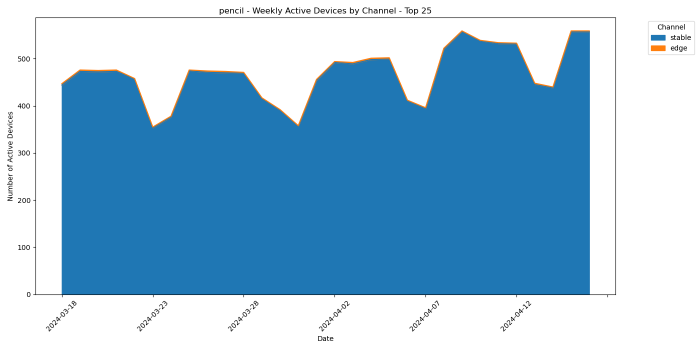 pencil - Weekly Active Devices by Channel - Top 25
Channel
stable
edge
Number of Active Devices
500
400
300
200
100
0
2024-03-18
2024-03-23
2024-03-28
2024-04-02
2024-04-07
2024-04-12
Date